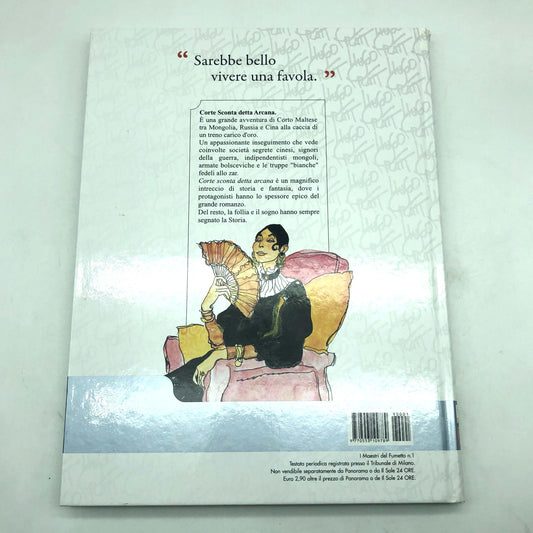 “ Sarebbe bello
vivere una favola. ”
Corte Sconta detta Arcana.
È una grande avventura di Corto Maltese
tra Mongolia, Russia e Cina alla caccia di
un treno carico d'oro.
Un appassionante inseguimento che vede
coinvolte società segrete cinesi, signori
della guerra, indipendentisti mongoli,
armate bolsceviche e le truppe "bianche"
fedeli allo zar.
Corte sconta detta arcana è un magnifico
intreccio di storia e fantasia, dove i
protagonisti hanno lo spessore epico del
grande romanzo.
Del resto, la follia e il sogno hanno sempre
segnato la Storia.
I Maestri del Fumetto n.1
Testata periodica registrata presso il Tribunale di Milano.
Non vendibile separatamente da Panorama o da Il Sole 24 ORE.
Euro 2,90 oltre il prezzo di Panorama o de Il Sole 24 ORE.